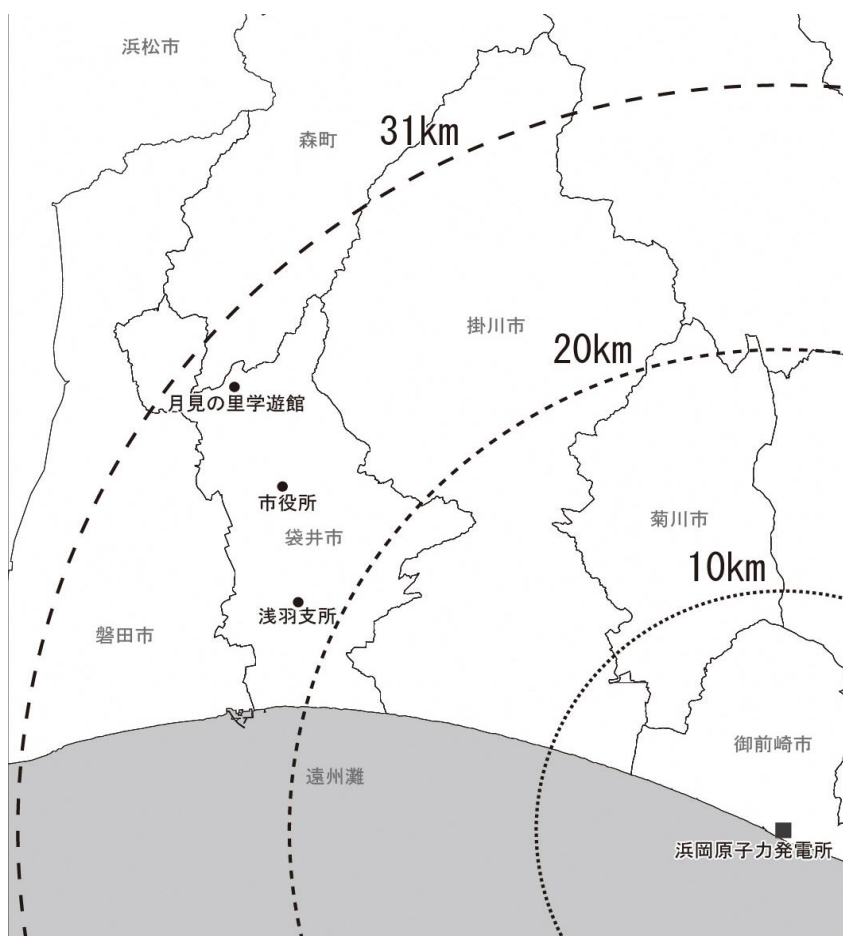 浜松市
森町
31km
掛川市
20km
月見の里学遊館
市役所
袋井市
菊川市
10km
浅羽支所
磐田市
御前崎市
遠州灘
浜岡原子力発電所